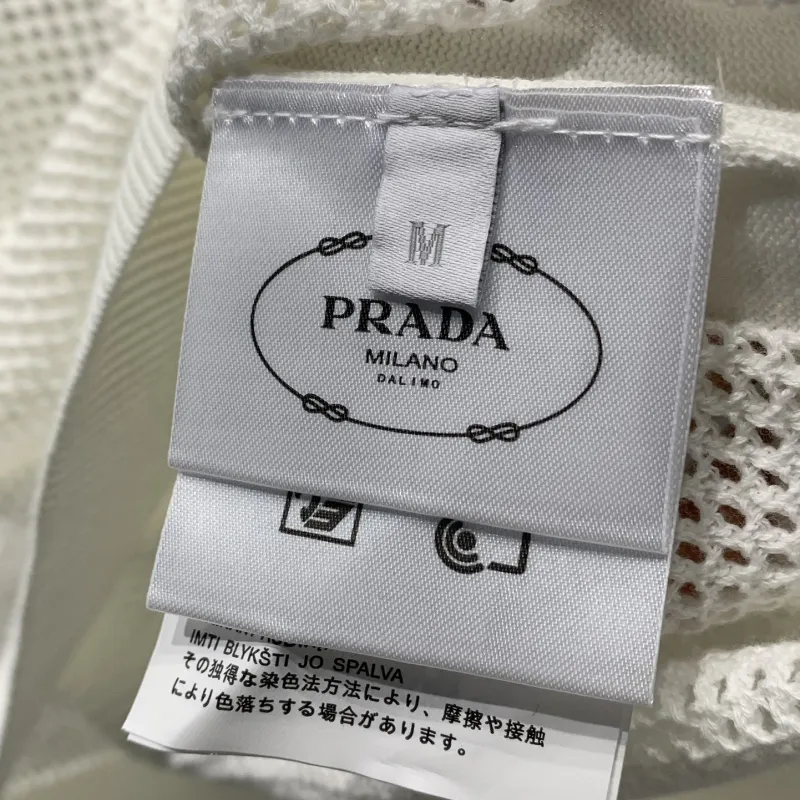 M
PRADA
MILANO
DALIMO
IMTI BLYKŠTI JO SPALVA
その独得な染色法方法により、摩擦や接触
により色落ちする場合があります。